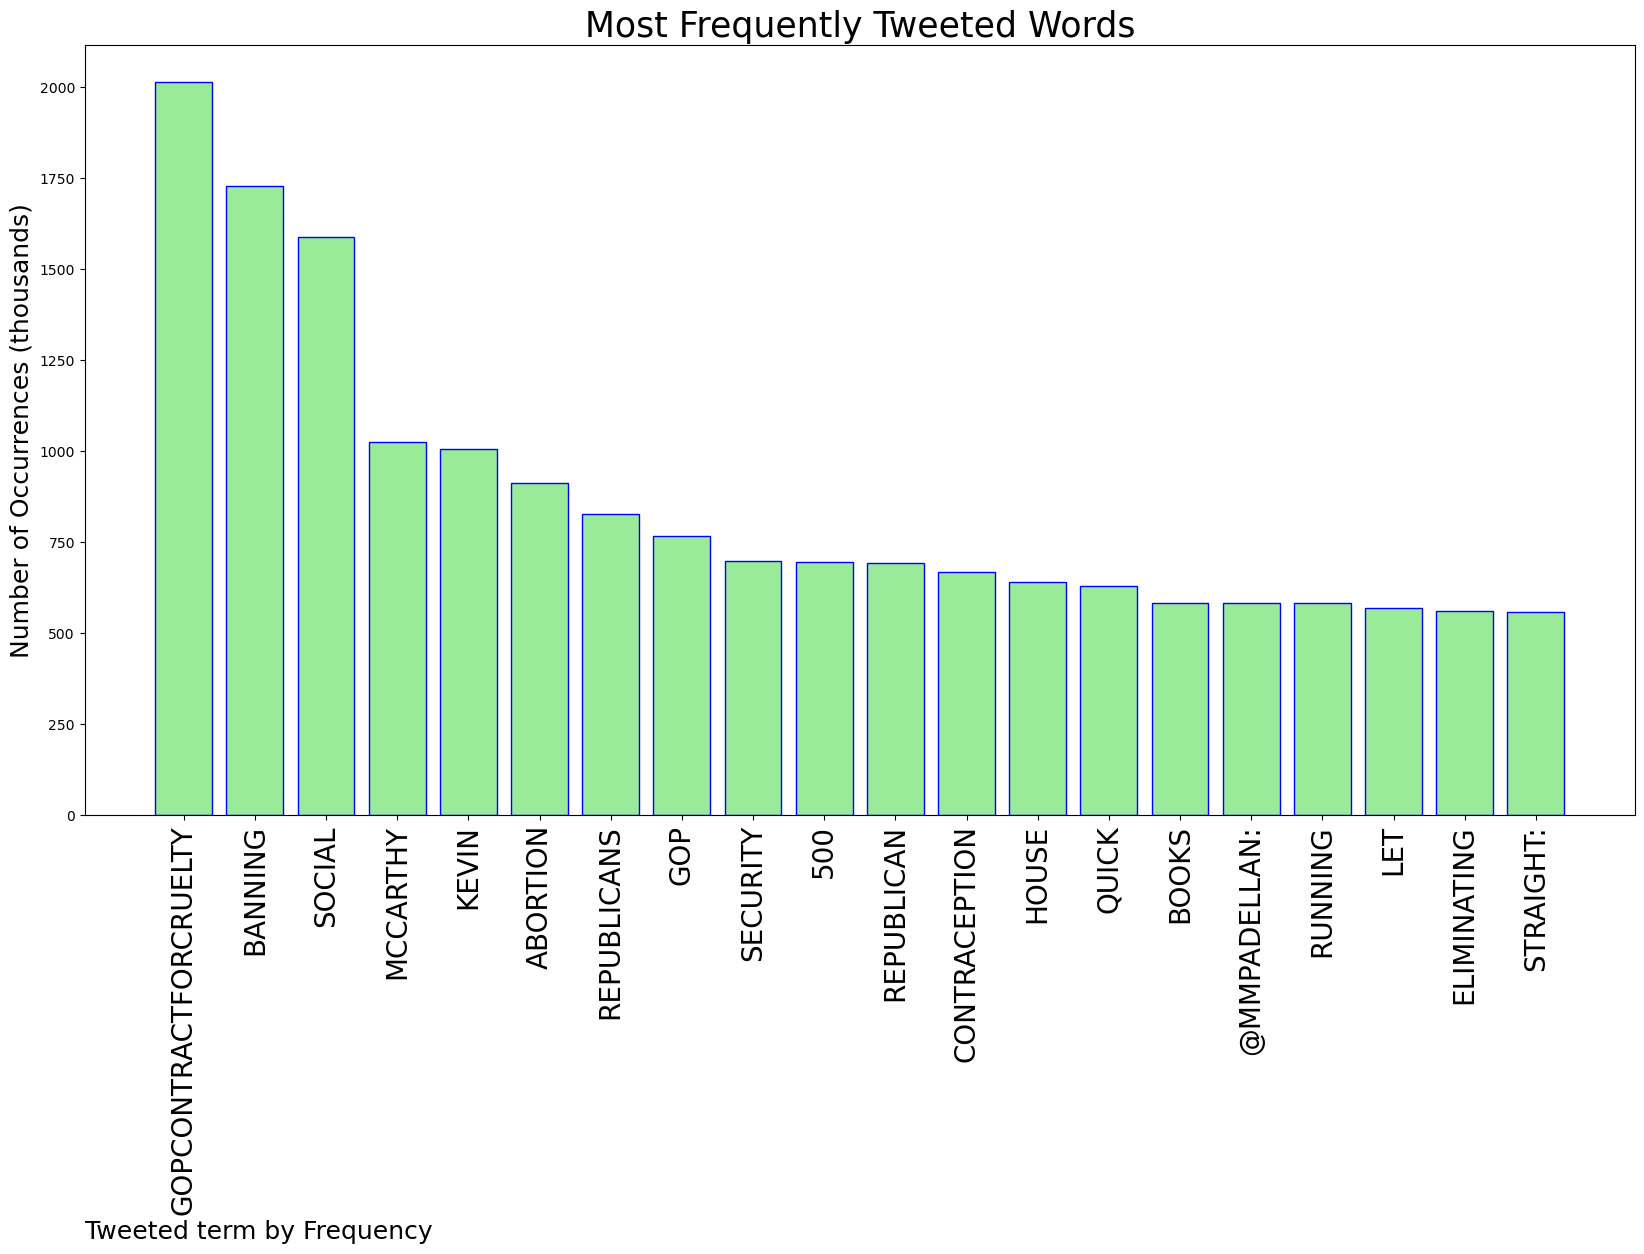 Most Frequently Tweeted Words
Number of Occurrences (thousands)
2000
1750
1500
1250
1000
750
500
250
0
GOPCONTRACTFORCRUELTY
BANNING
SOCIAL
MCCARTHY
KEVIN
ABORTION
REPUBLICANS
GOP
SECURITY
500
REPUBLICAN
CONTRACEPTION
HOUSE
QUICK
BOOKS
@MMPADELLAN:
RUNNING
LET
ELIMINATING
STRAIGHT:
Tweeted term by Frequency